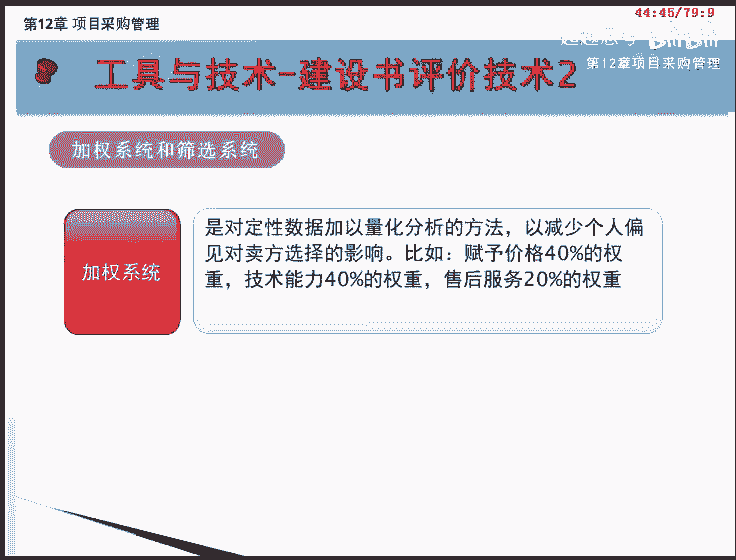 第12章 项目采购管理
44:45/79:9
工具与技术-建设书评价技术2
第12章项目采购管理
加权系统和筛选系统
加权系统
是对定性数据加以量化分析的方法，以减少个人偏
见对卖方选择的影响。比如：赋予价格40%的权
重，技术能力40%的权重，售后服务20%的权重